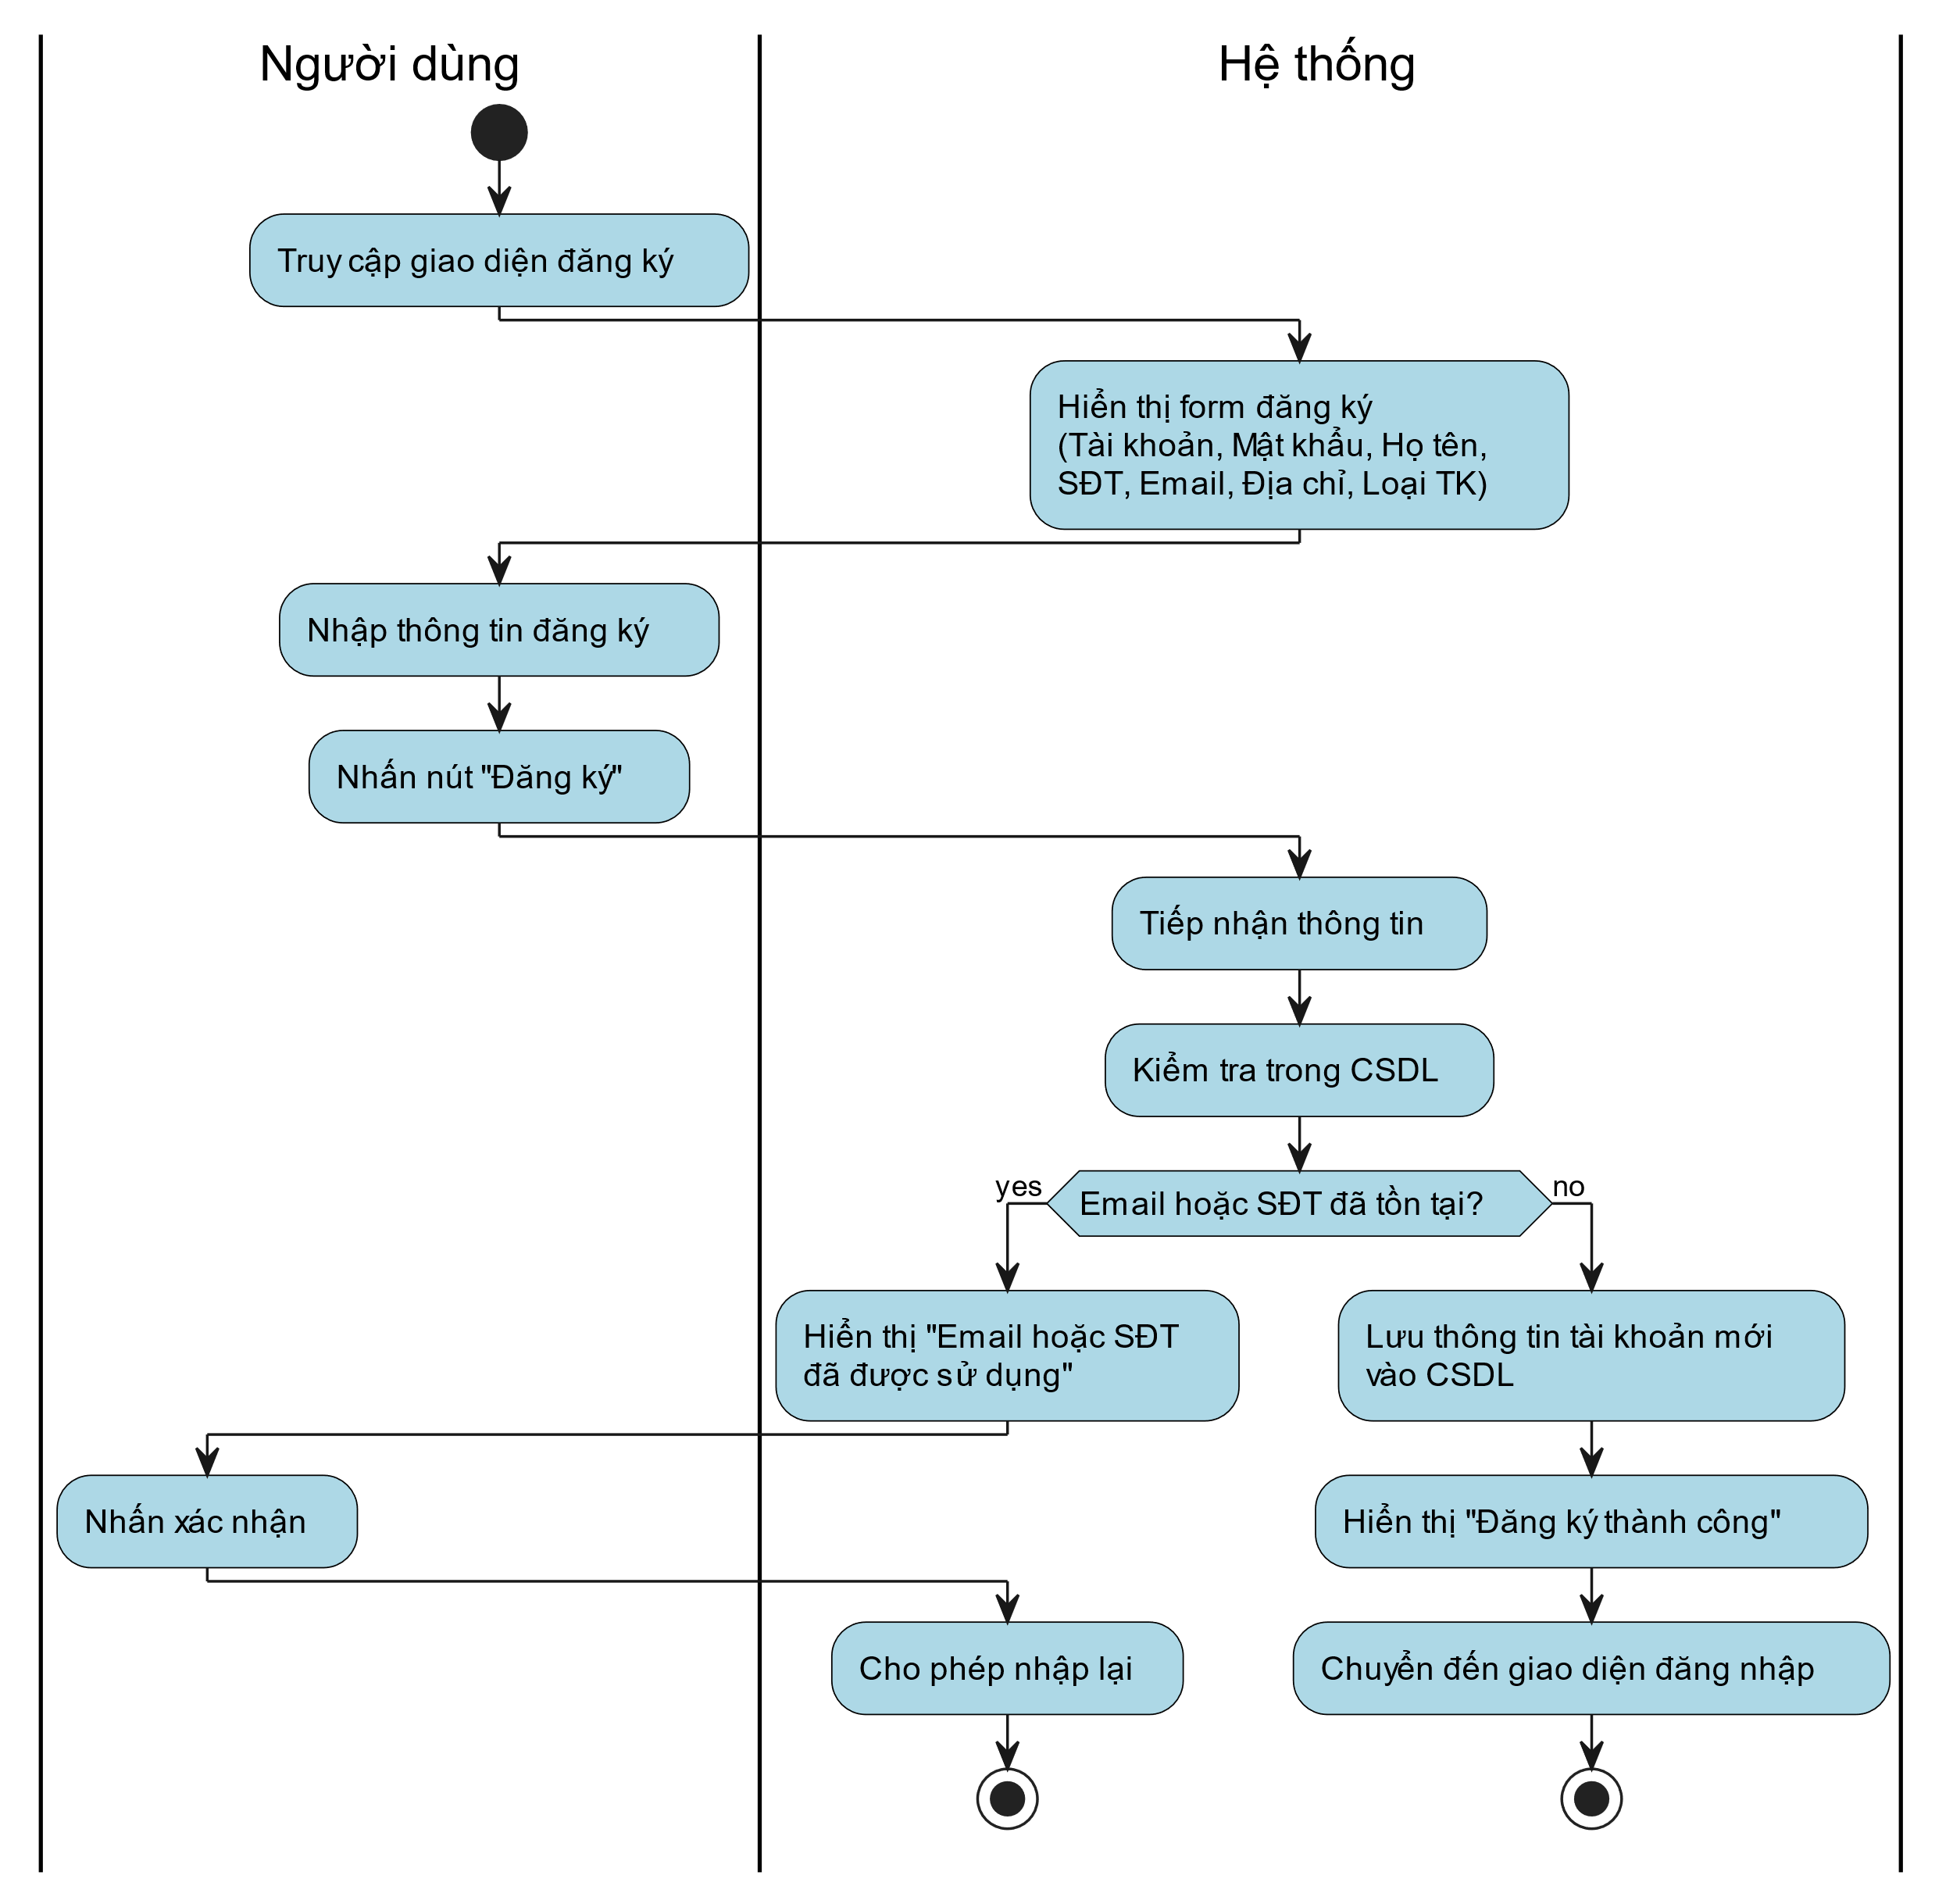 Người dùng
Hệ thống
Truy cập giao diện đăng ký
Hiển thị form đăng ký
(Tài khoản, Mật khẩu, Họ tên,
SĐT, Email, Địa chỉ, Loại TK)
Nhập thông tin đăng ký
Nhấn nút "Đăng ký"
Tiếp nhận thông tin
Kiểm tra trong CSDL
yes
Email hoặc SĐT đã tồn tại?
no
Hiển thị "Email hoặc SĐT
đã được sử dụng"
Lưu thông tin tài khoản mới
vào CSDL
Nhấn xác nhận
Hiển thị "Đăng ký thành công"
Cho phép nhập lại
Chuyển đến giao diện đăng nhập